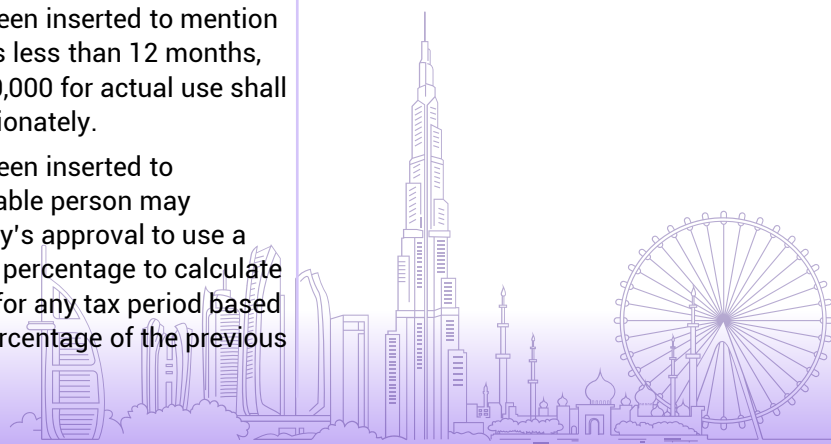 een inserted to mention
s less than 12 months,
0,000 for actual use shall
ionately.
een inserted to
able person may
y's approval to use a
percentage to calculate
for any tax period based
rcentage of the previous